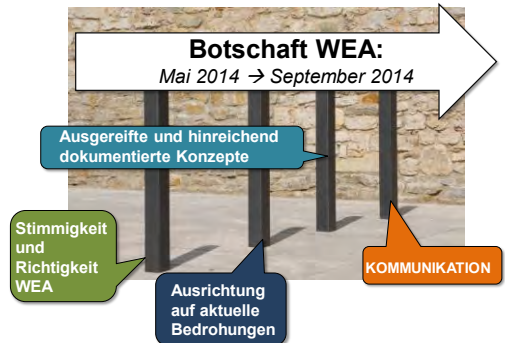 Botschaft WEA:
Mai 2014 → September 2014
Ausgereifte und hinreichend
dokumentierte Konzepte
Stimmigkeit
und
Richtigkeit
WEA
Ausrichtung
auf aktuelle
Bedrohungen
KOMMUNIKATION